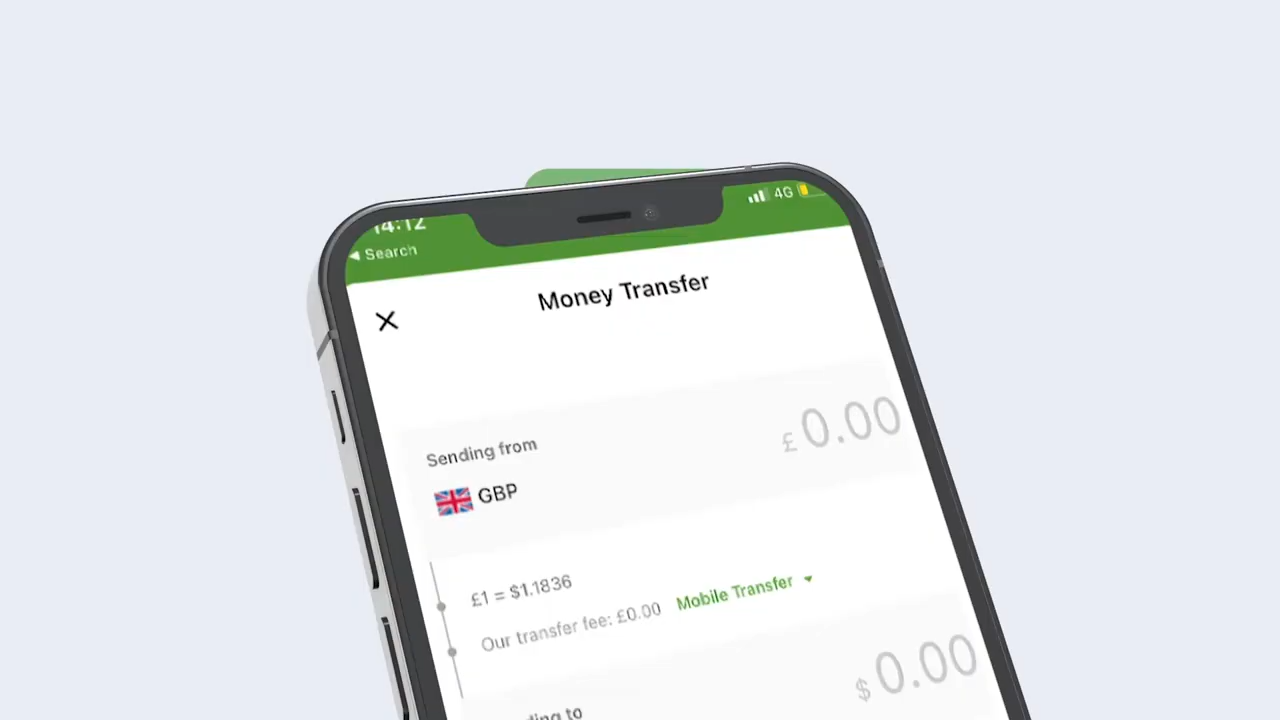 14:12
4G
◀ Search
Money Transfer
Sending from
£ 0.00
GBP
£1 = $1.1836
Our transfer fee: £0.00 Mobile Transfer
$ 0.00
to